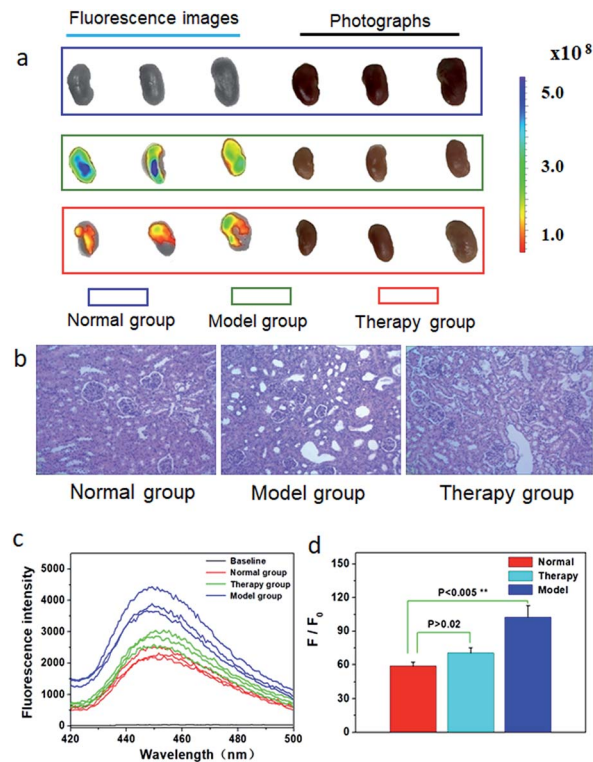 Fluorescence images Photographs
a
x10⁸
5.0
3.0
1.0
Normal group Model group Therapy group
b
Normal group Model group Therapy group
c
Fluorescence intensity
5000
4000
3000
2000
1000
0
420 440 460 480 500
Wavelength（nm）
Baseline
Normal group
Therapy group
Model group
d
F / F₀
150
120
90
60
30
0
Normal
Therapy
Model
P<0.005 **
P>0.02